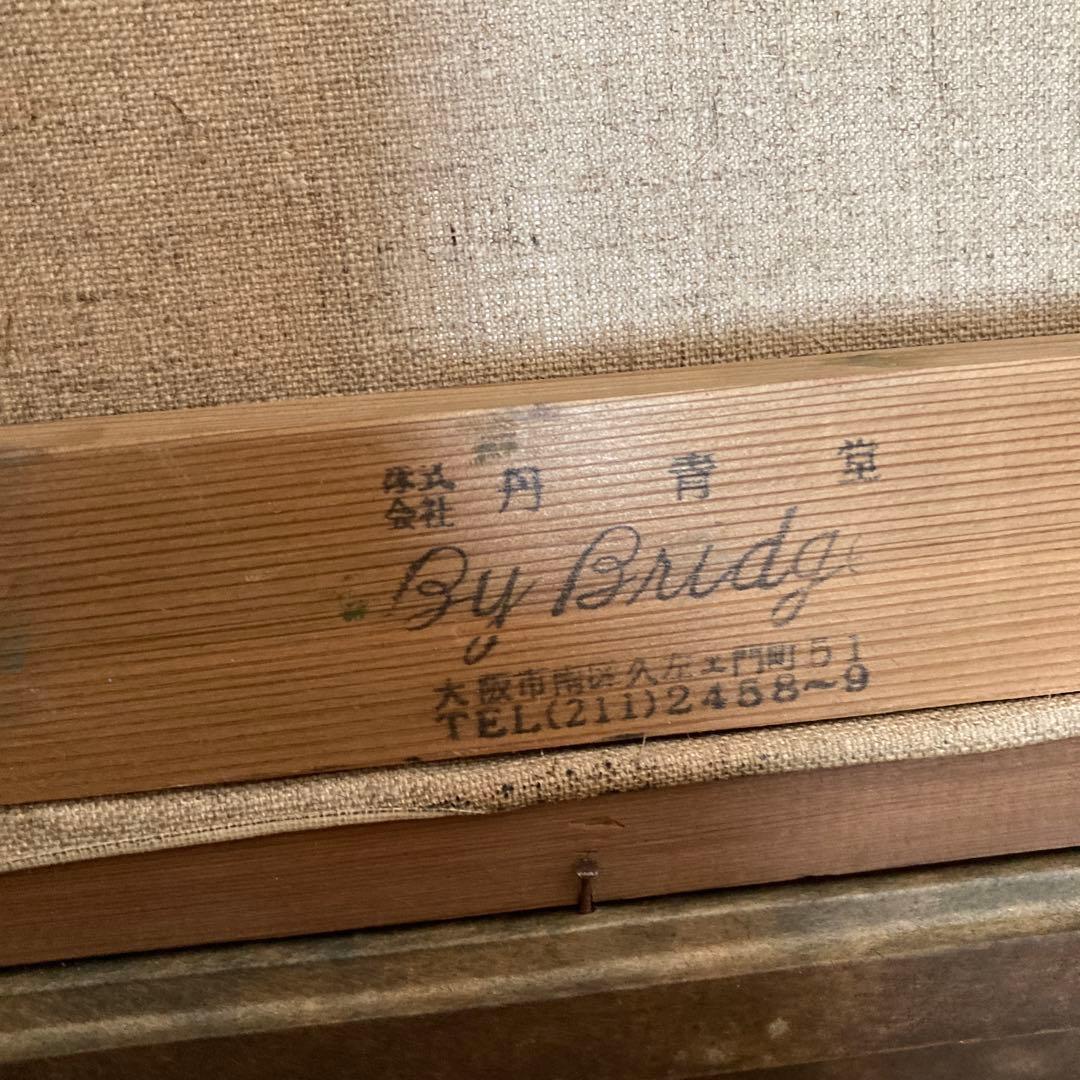 株式会社 丹青堂
By Bridge
大阪市南区久左エ門町51
TEL(211)2458~9